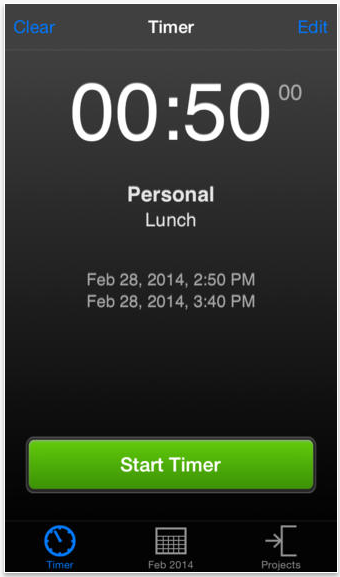 Clear Timer Edit
00:50 00
Personal
Lunch
Feb 28, 2014, 2:50 PM
Feb 28, 2014, 3:40 PM
Start Timer
Timer Feb 2014 Projects